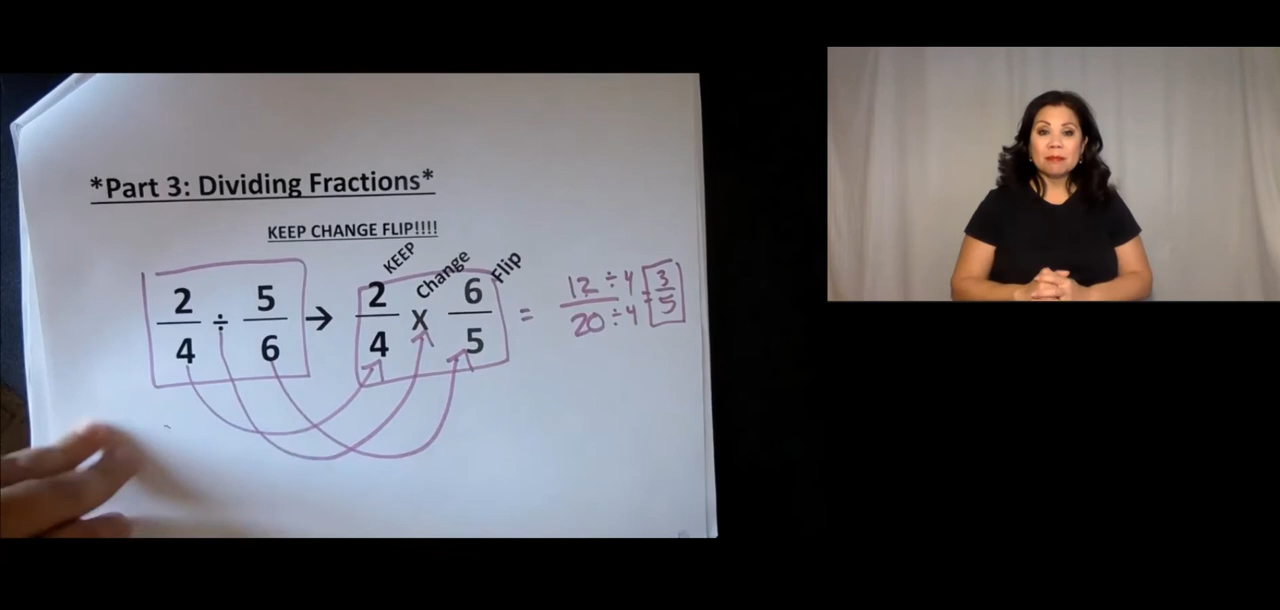 *Part 3: Dividing Fractions*
KEEP CHANGE FLIP!!!!
KEEP Change Flip
2/4 ÷ 5/6 → 2/4 X 6/5 = 12÷4/20÷4 = 3/5